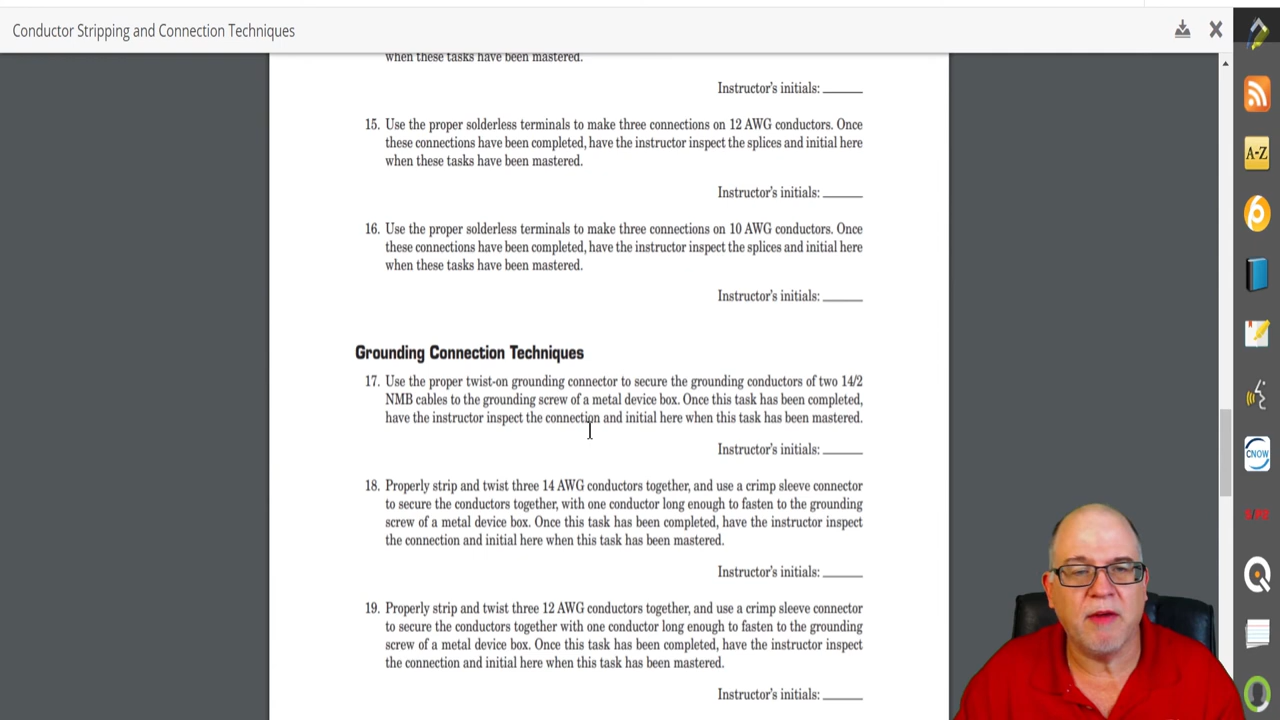 Conductor Stripping and Connection Techniques
when these tasks have been mastered.
Instructor's initials: ______
15. Use the proper solderless terminals to make three connections on 12 AWG conductors. Once
these connections have been completed, have the instructor inspect the splices and initial here
when these tasks have been mastered.
Instructor's initials: ______
16. Use the proper solderless terminals to make three connections on 10 AWG conductors. Once
these connections have been completed, have the instructor inspect the splices and initial here
when these tasks have been mastered.
Instructor's initials: ______
Grounding Connection Techniques
17. Use the proper twist-on grounding connector to secure the grounding conductors of two 14/2
NMB cables to the grounding screw of a metal device box. Once this task has been completed,
have the instructor inspect the connection and initial here when this task has been mastered.
Instructor's initials: ______
18. Properly strip and twist three 14 AWG conductors together, and use a crimp sleeve connector
to secure the conductors together, with one conductor long enough to fasten to the grounding
screw of a metal device box. Once this task has been completed, have the instructor inspect
the connection and initial here when this task has been mastered.
Instructor's initials: ______
19. Properly strip and twist three 12 AWG conductors together, and use a crimp sleeve connector
to secure the conductors together with one conductor long enough to fasten to the grounding
screw of a metal device box. Once this task has been completed, have the instructor inspect
the connection and initial here when this task has been mastered.
Instructor's initials: ______
A-Z
CNOW